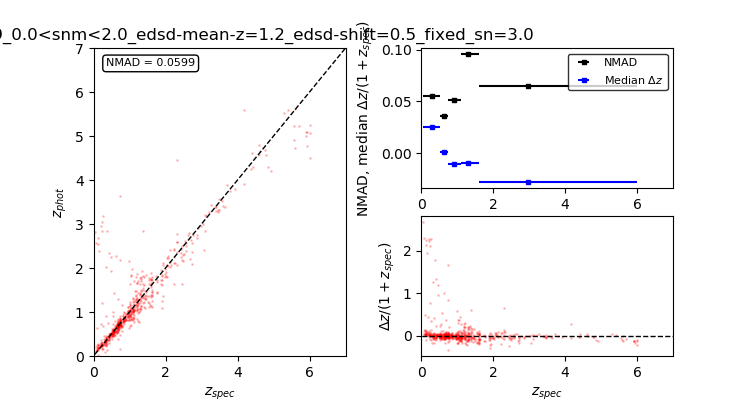 _0.0<snm<2.0_edsd-mean-z=1.2_edsd-shift=0.5_fixed_sn=3.0
NMAD = 0.0599
7
6
5
4
3
2
1
0
z_phot
0 2 4 6
z_spec
NMAD, median Δz/(1 + z_spec)
0.10
0.05
0.00
NMAD
Median Δz
0 2 4 6
Δz/(1 + z_spec)
2
1
0
0 2 4 6
z_spec